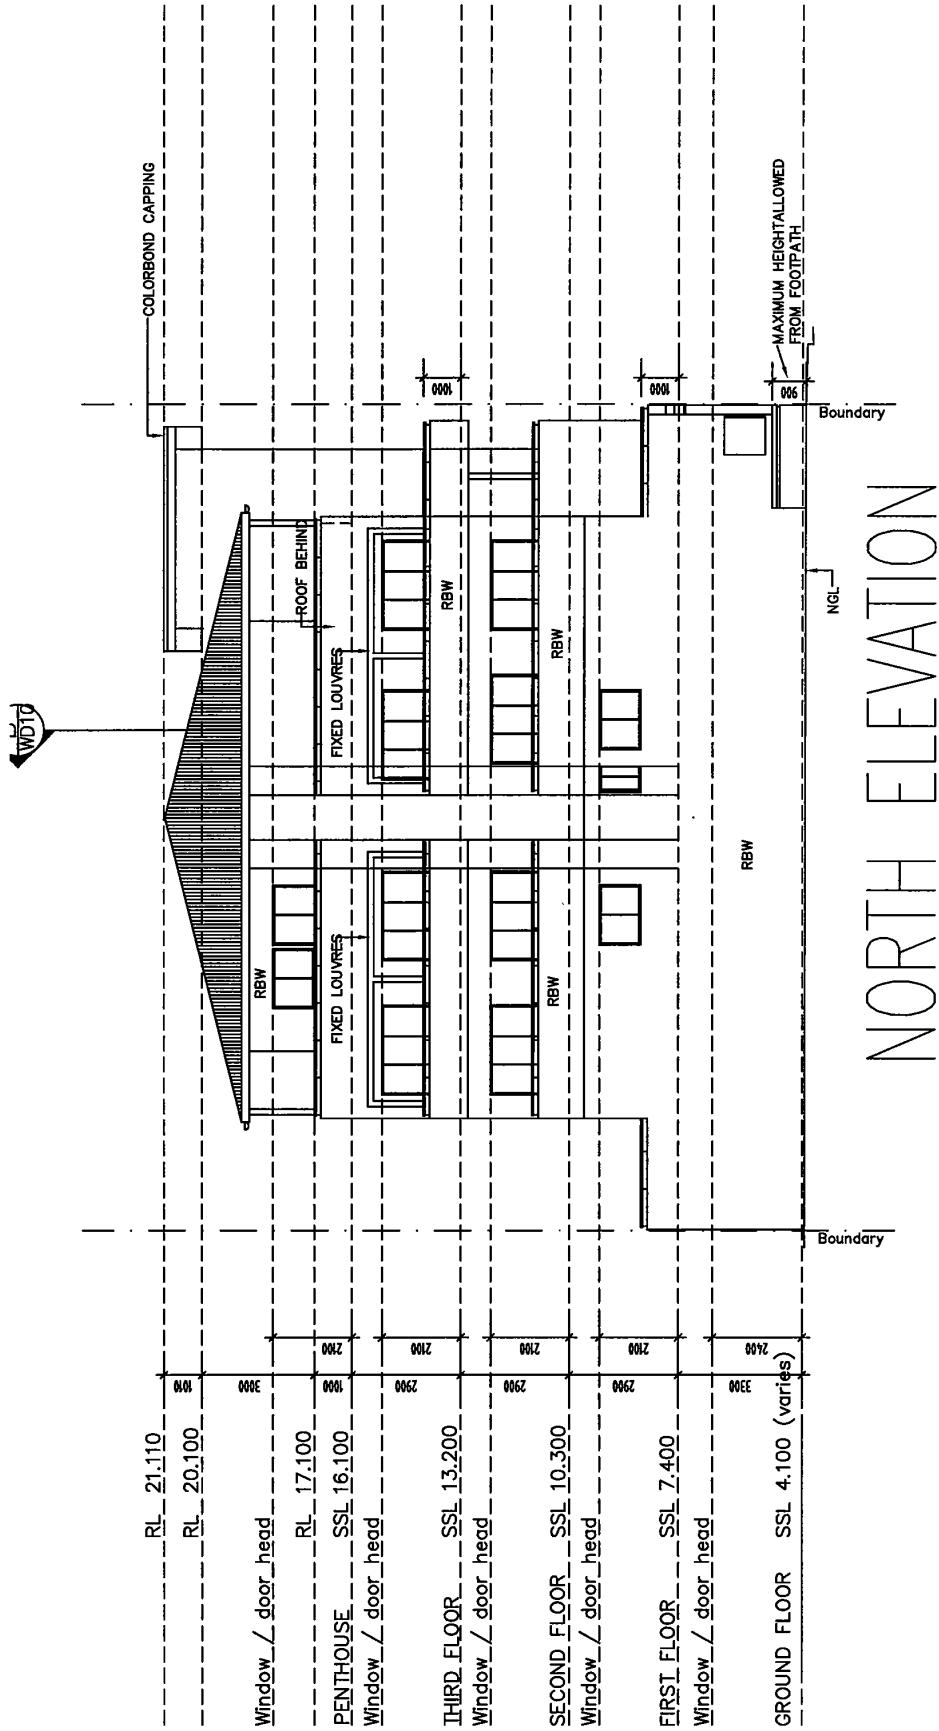 D
WD10
COLORBOND CAPPING
RL 21.110
RL 20.100
Window / door head
RL 17.100
PENTHOUSE SSL 16.100
Window / door head
THIRD FLOOR SSL 13.200
Window / door head
SECOND FLOOR SSL 10.300
Window / door head
FIRST FLOOR SSL 7.400
Window / door head
GROUND FLOOR SSL 4.100 (varies)
1010
3000
1000
2900
2900
2900
3300
2100
2100
2100
2100
2400
RBW
ROOF BEHIND
FIXED LOUVRES
FIXED LOUVRES
RBW
RBW
RBW
RBW
1000
1000
900
MAXIMUM HEIGHTALLOWED
FROM FOOTPATH
Boundary
Boundary
NGL
NORTH ELEVATION